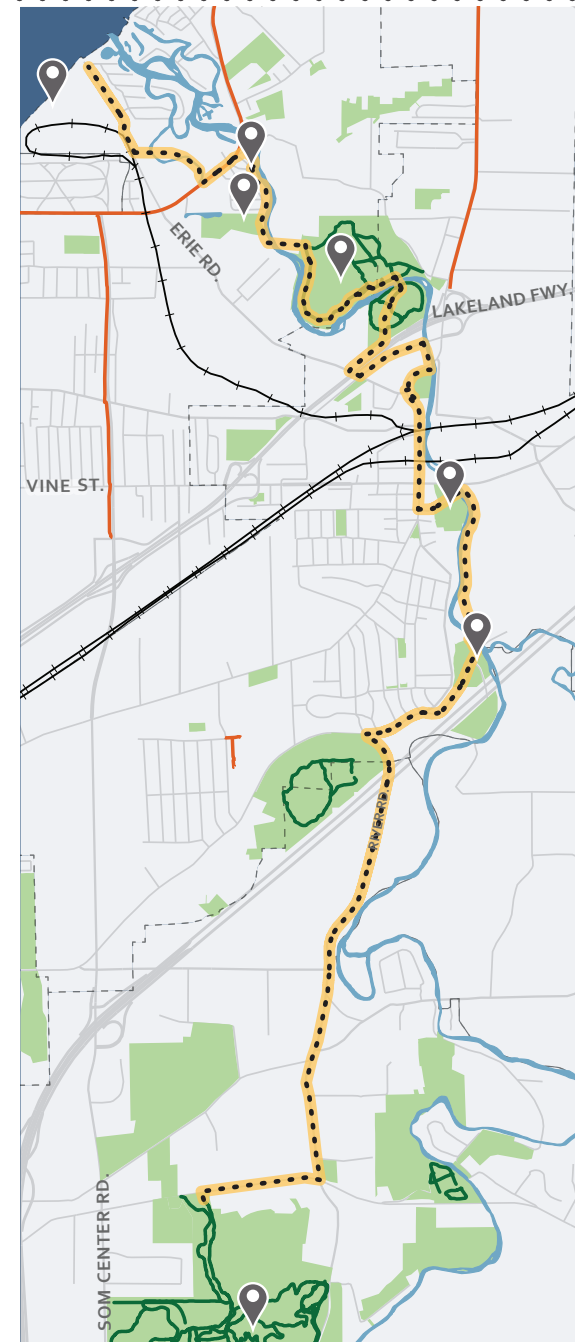 ERIE RD.
LAKELAND FWY.
VINE ST.
RIVER RD.
SOM CENTER RD.